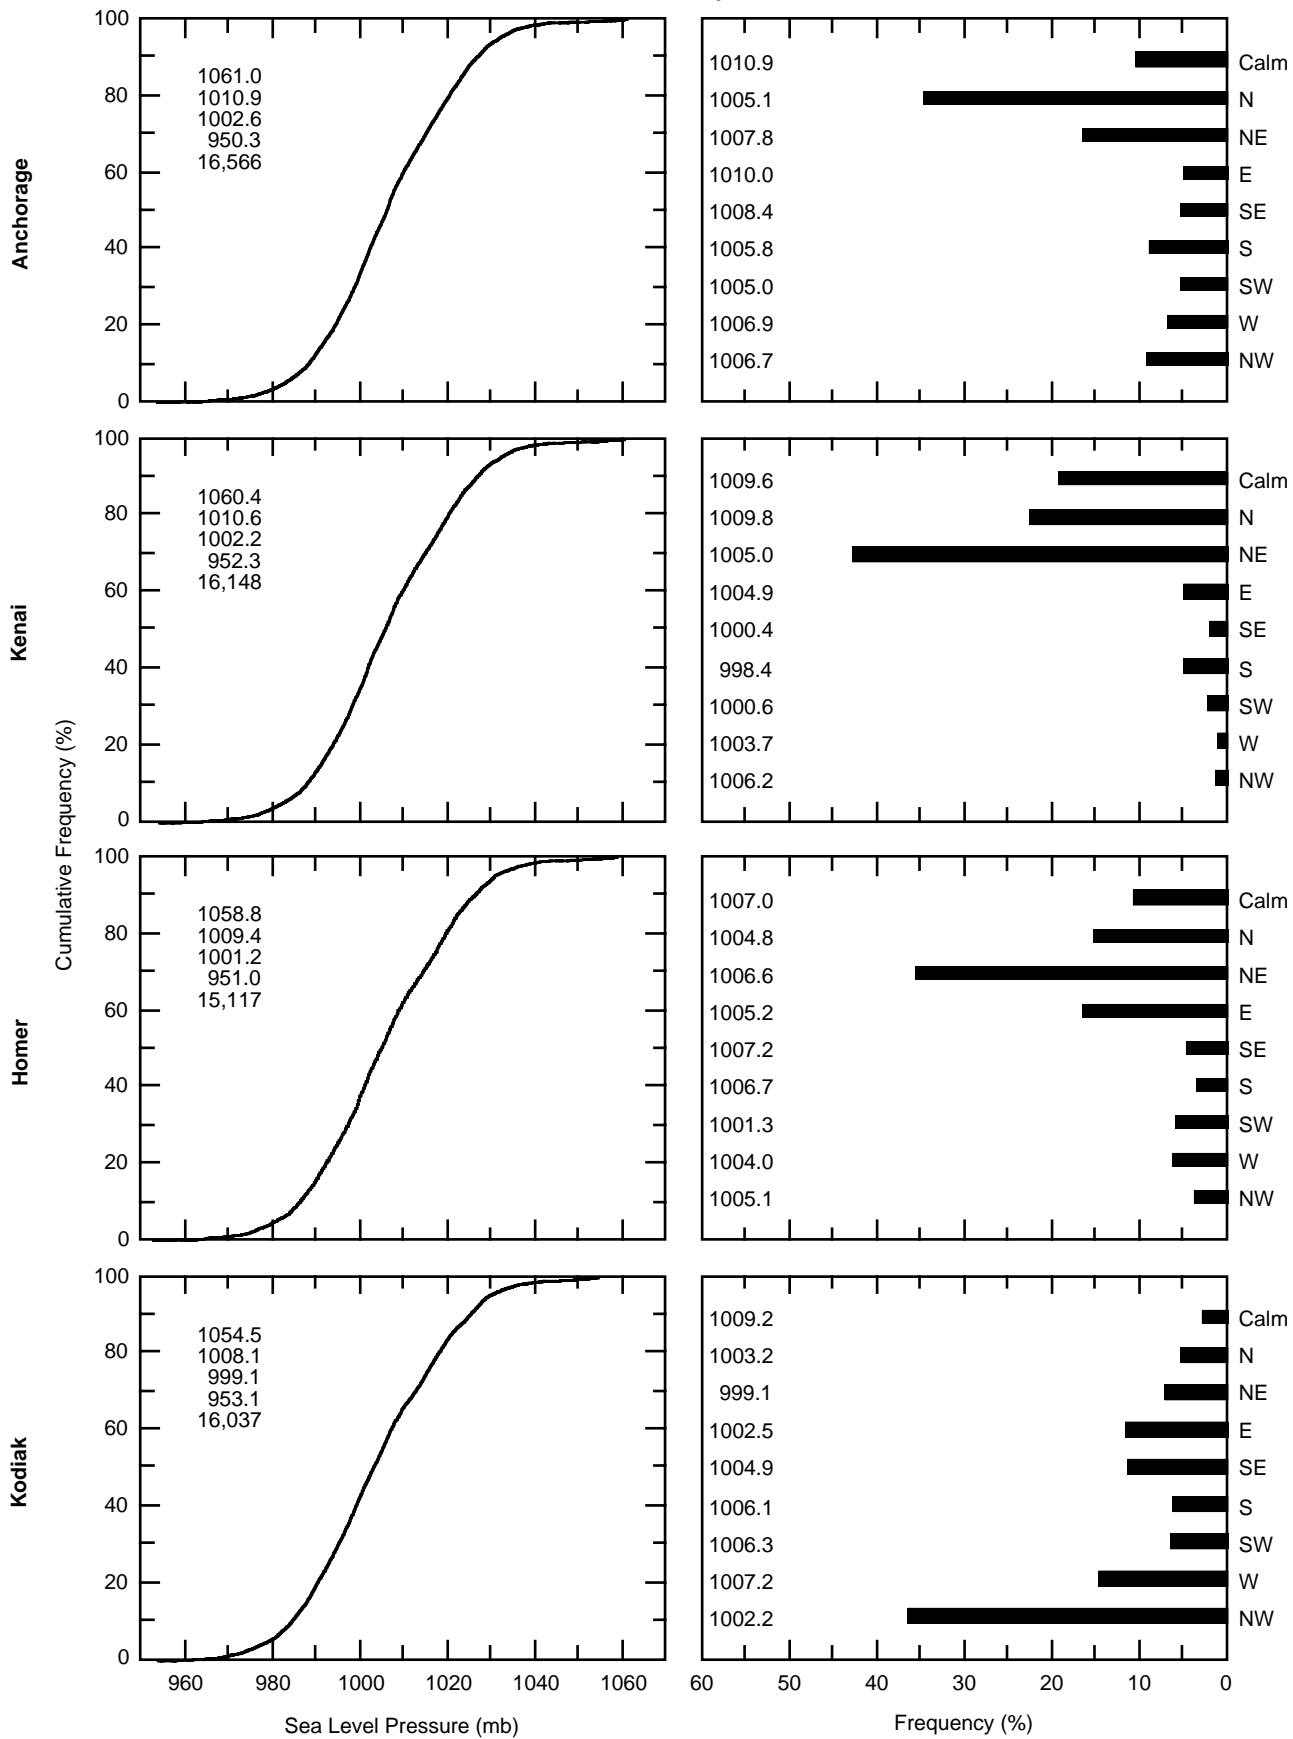 Anchorage
100
80
60
40
20
0
1061.0
1010.9
1002.6
950.3
16,566
1010.9 Calm
1005.1 N
1007.8 NE
1010.0 E
1008.4 SE
1005.8 S
1005.0 SW
1006.9 W
1006.7 NW
Kenai
100
80
60
40
20
0
1060.4
1010.6
1002.2
952.3
16,148
1009.6 Calm
1009.8 N
1005.0 NE
1004.9 E
1000.4 SE
998.4 S
1000.6 SW
1003.7 W
1006.2 NW
Cumulative Frequency (%)
Homer
100
80
60
40
20
0
1058.8
1009.4
1001.2
951.0
15,117
1007.0 Calm
1004.8 N
1006.6 NE
1005.2 E
1007.2 SE
1006.7 S
1001.3 SW
1004.0 W
1005.1 NW
Kodiak
100
80
60
40
20
0
1054.5
1008.1
999.1
953.1
16,037
1009.2 Calm
1003.2 N
999.1 NE
1002.5 E
1004.9 SE
1006.1 S
1006.3 SW
1007.2 W
1002.2 NW
960 980 1000 1020 1040 1060
Sea Level Pressure (mb)
60 50 40 30 20 10 0
Frequency (%)